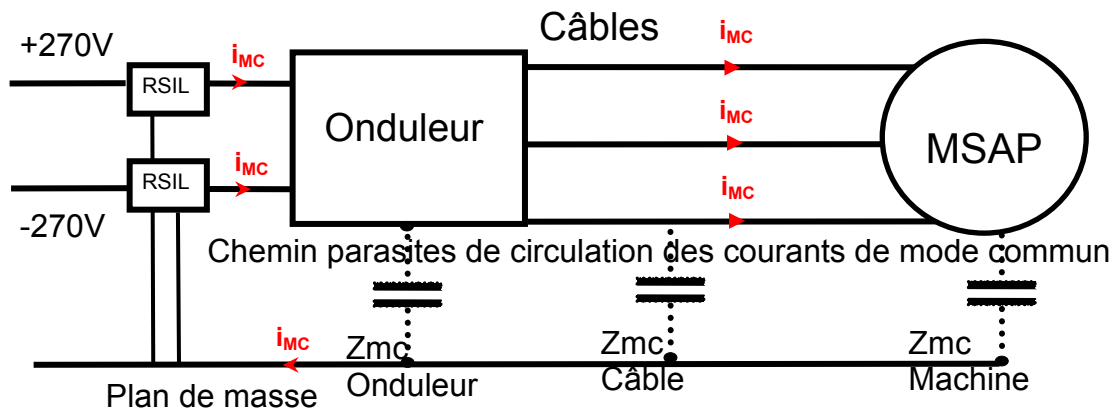 Câbles
+270V
RSIL
iMC
iMC
iMC
Onduleur
MSAP
RSIL
iMC
iMC
-270V
Chemin parasites de circulation des courants de mode commun
iMC
Zmc
Onduleur
Zmc
Câble
Zmc
Machine
Plan de masse